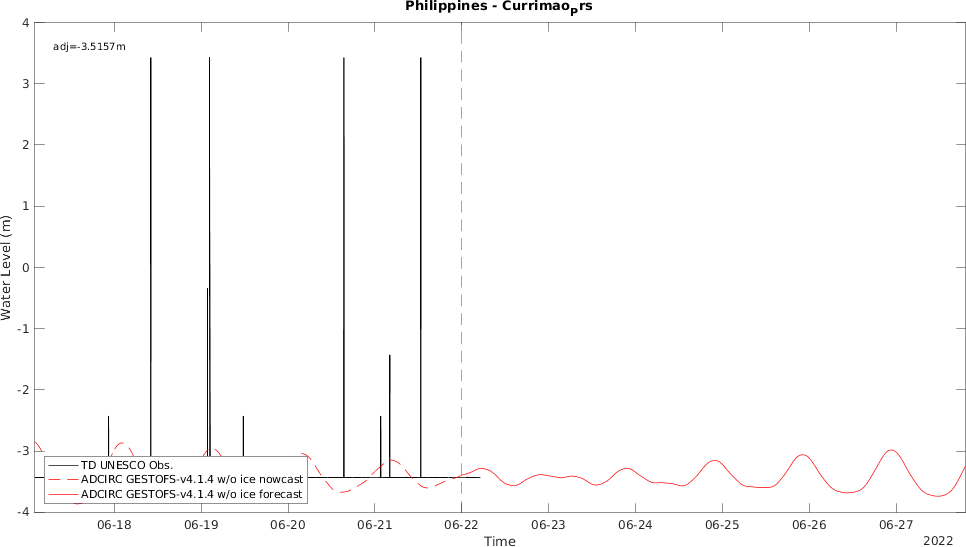 Philippines - Currimao_prs
4
adj=-3.5157m
3
2
1
0
-1
-2
-3
-4
Water Level (m)
TD UNESCO Obs.
ADCIRC GESTOFS-v4.1.4 w/o ice nowcast
ADCIRC GESTOFS-v4.1.4 w/o ice forecast
06-18 06-19 06-20 06-21 06-22 06-23 06-24 06-25 06-26 06-27
Time
2022